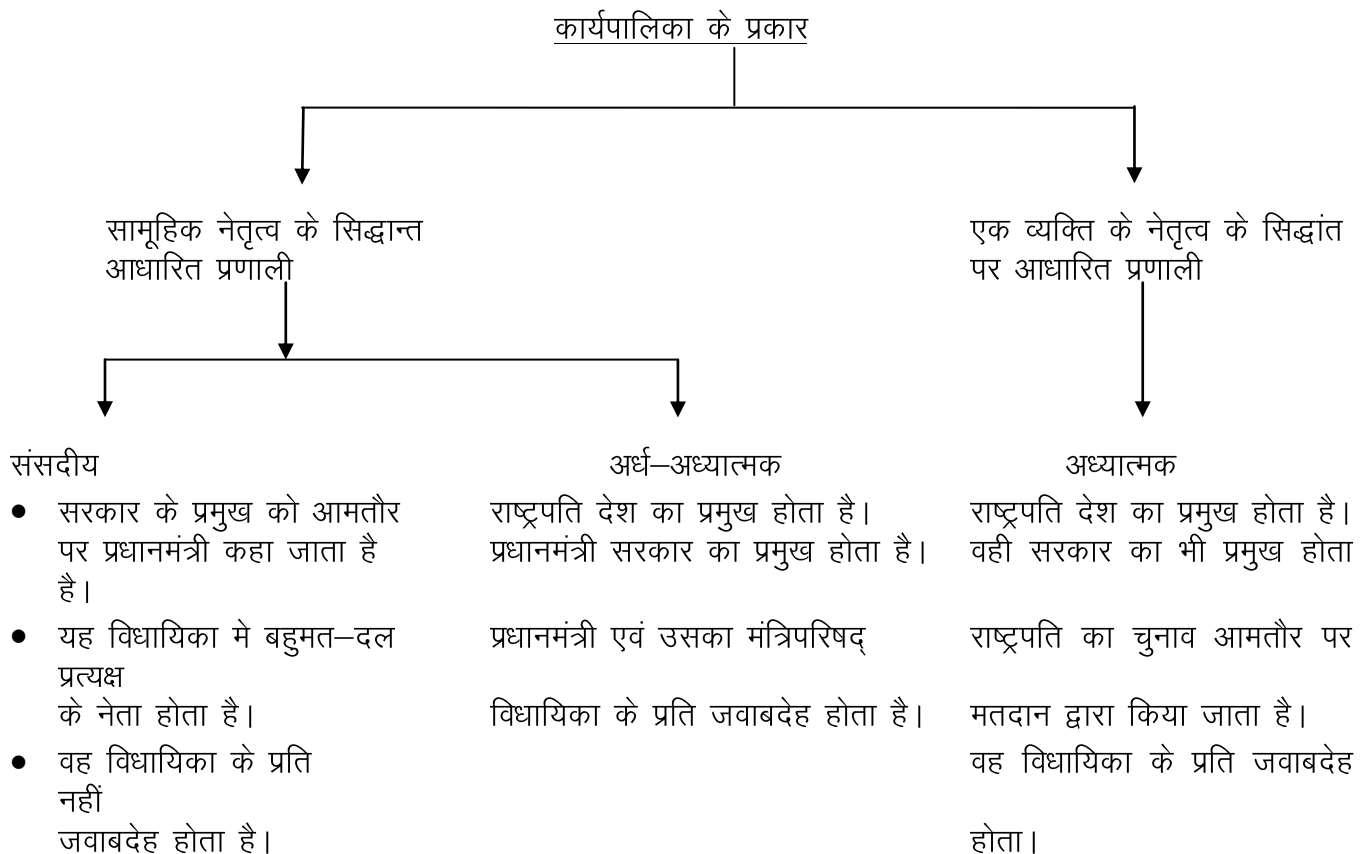 कार्यपालिका के प्रकार
सामूहिक नेतृत्व के सिद्धान्त
आधारित प्रणाली
एक व्यक्ति के नेतृत्व के सिद्धांत
पर आधारित प्रणाली
संसदीय
अर्ध–अध्यात्मक
अध्यात्मक
• सरकार के प्रमुख को आमतौर
पर प्रधानमंत्री कहा जाता है
है।
राष्ट्रपति देश का प्रमुख होता है।
प्रधानमंत्री सरकार का प्रमुख होता है।
राष्ट्रपति देश का प्रमुख होता है।
वही सरकार का भी प्रमुख होता
• यह विधायिका मे बहुमत–दल
प्रत्यक्ष
के नेता होता है।
प्रधानमंत्री एवं उसका मंत्रिपरिषद्
विधायिका के प्रति जवाबदेह होता है।
राष्ट्रपति का चुनाव आमतौर पर
मतदान द्वारा किया जाता है।
• वह विधायिका के प्रति
नहीं
जवाबदेह होता है।
वह विधायिका के प्रति जवाबदेह
होता।